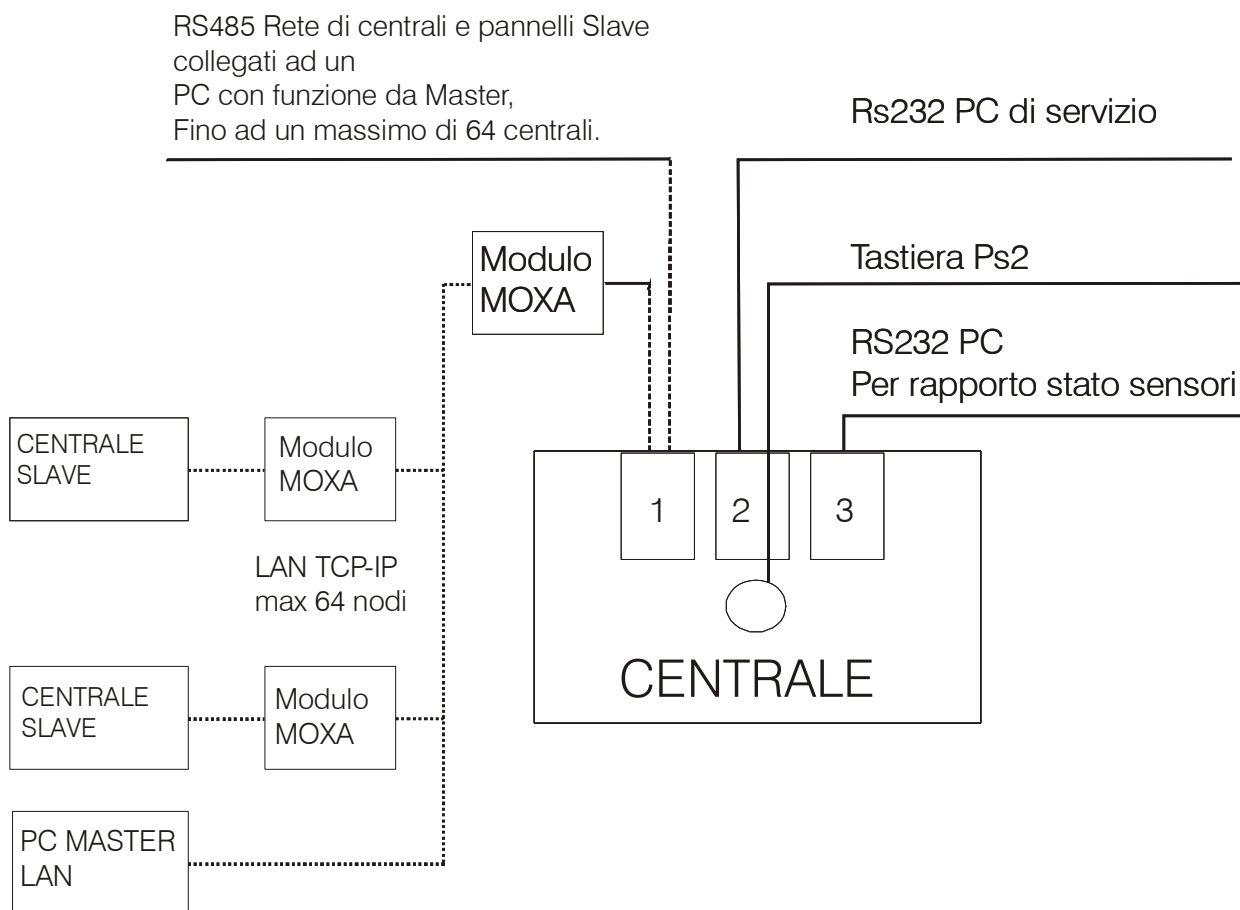 RS485 Rete di centrali e pannelli Slave
collegati ad un
PC con funzione da Master,
Fino ad un massimo di 64 centrali.
Rs232 PC di servizio
Modulo
MOXA
Tastiera Ps2
RS232 PC
Per rapporto stato sensori
CENTRALE
SLAVE
Modulo
MOXA
1
2
3
LAN TCP-IP
max 64 nodi
CENTRALE
CENTRALE
SLAVE
Modulo
MOXA
PC MASTER
LAN